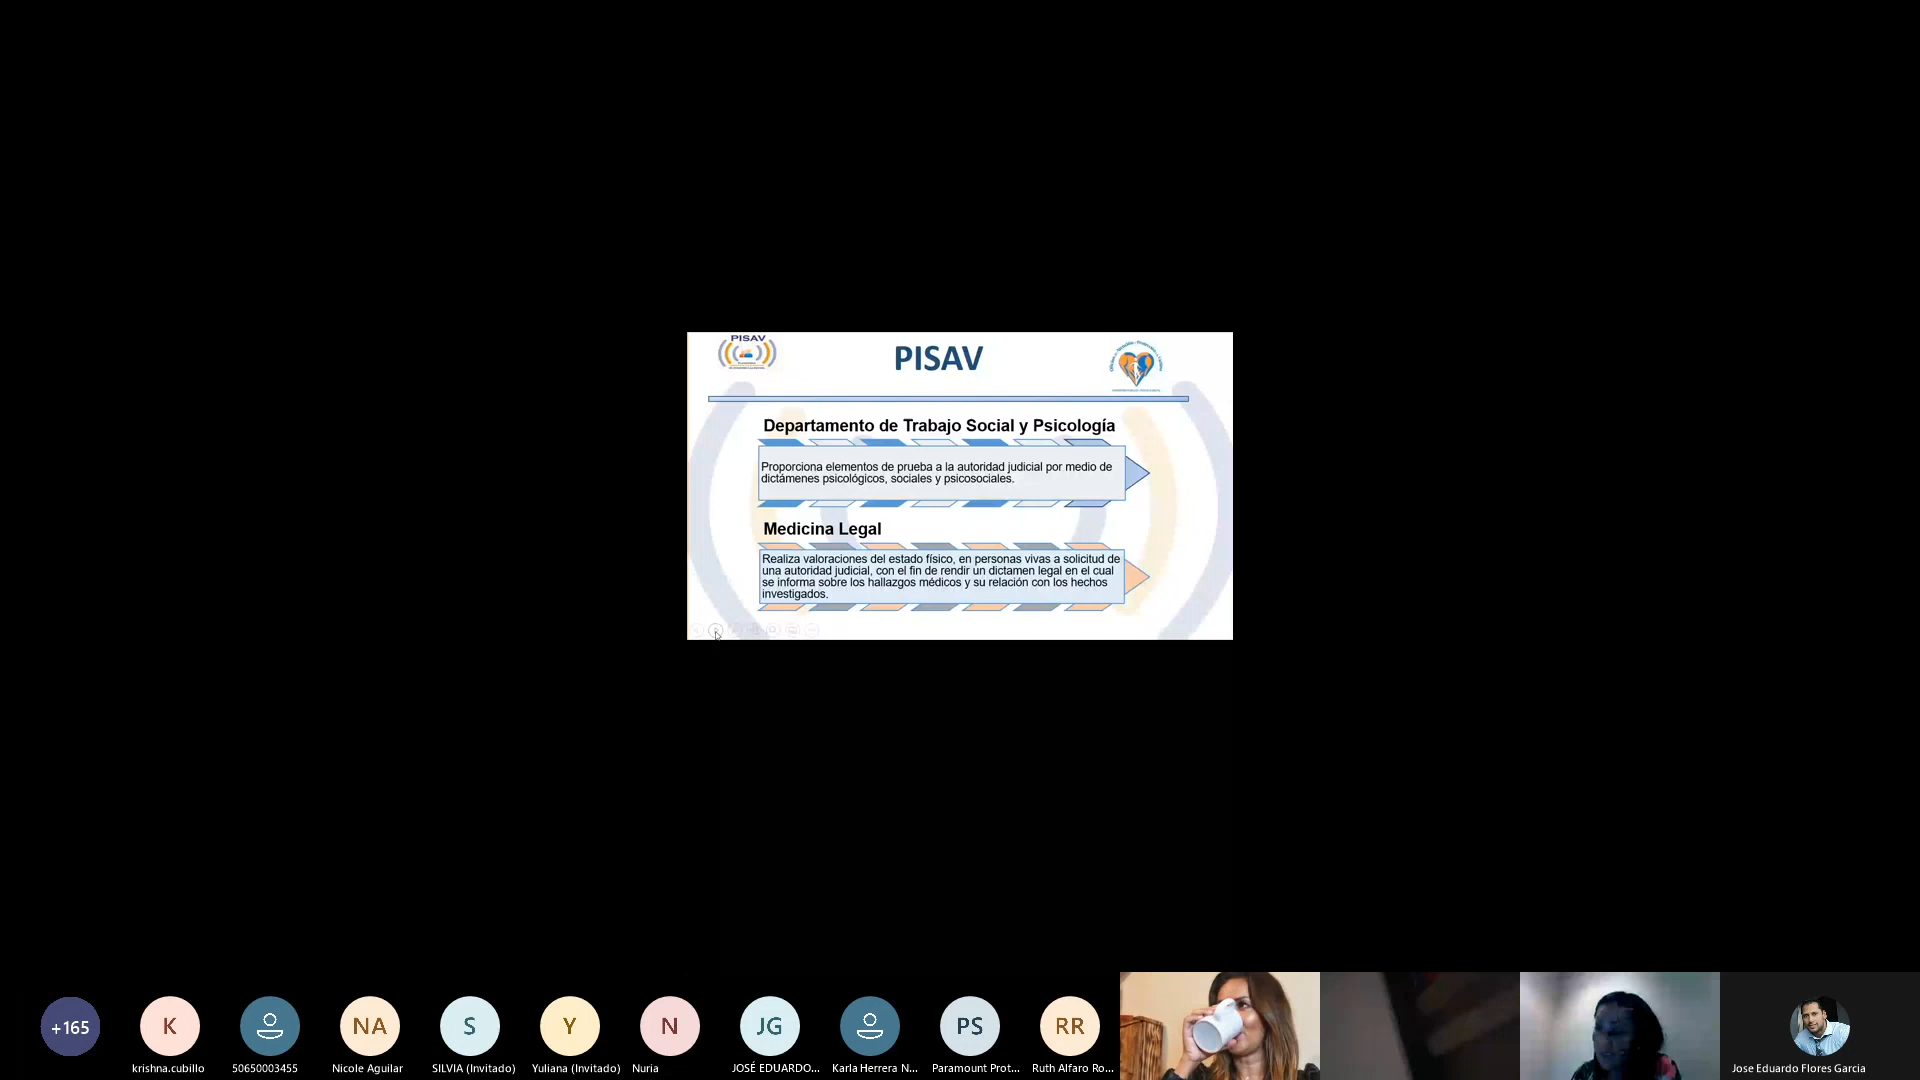 PISAV
PISAV
Departamento de Trabajo Social y Psicología
Proporciona elementos de prueba a la autoridad judicial por medio de
dictámenes psicológicos, sociales y psicosociales.
Medicina Legal
Realiza valoraciones del estado físico, en personas vivas a solicitud de
una autoridad judicial, con el fin de rendir un dictamen legal en el cual
se informa sobre los hallazgos médicos y su relación con los hechos
investigados.
+165
K
NA
S
Y
N
JG
PS
RR
krishna.cubillo
50650003455
Nicole Aguilar
SILVIA (Invitado)
Yuliana (Invitado)
Nuria
JOSÉ EDUARDO...
Karla Herrera N...
Paramount Prot...
Ruth Alfaro Ro...
Jose Eduardo Flores Garcia